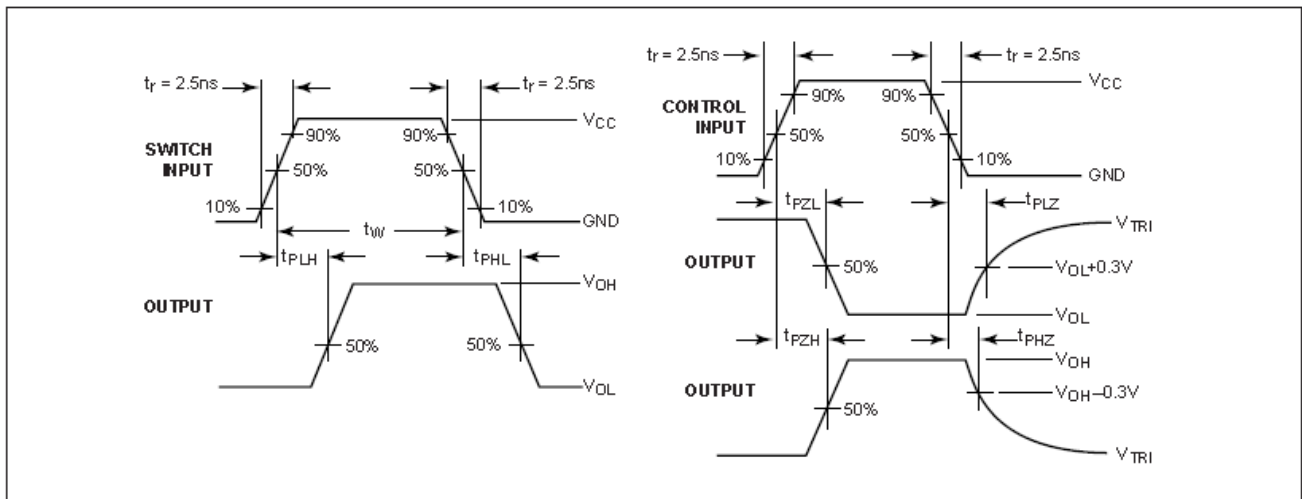 tr = 2.5ns
tr = 2.5ns
VCC
90%
90%
SWITCH
INPUT
50%
50%
10%
10%
GND
tW
tPLH
tPHL
VOH
OUTPUT
50%
50%
VOL
tr = 2.5ns
tr = 2.5ns
VCC
CONTROL
INPUT
90%
90%
50%
50%
10%
10%
GND
tPZL
tPLZ
VTRI
OUTPUT
50%
VOL+0.3V
VOL
tPZH
tPHZ
VOH
OUTPUT
VOH–0.3V
50%
VTRI